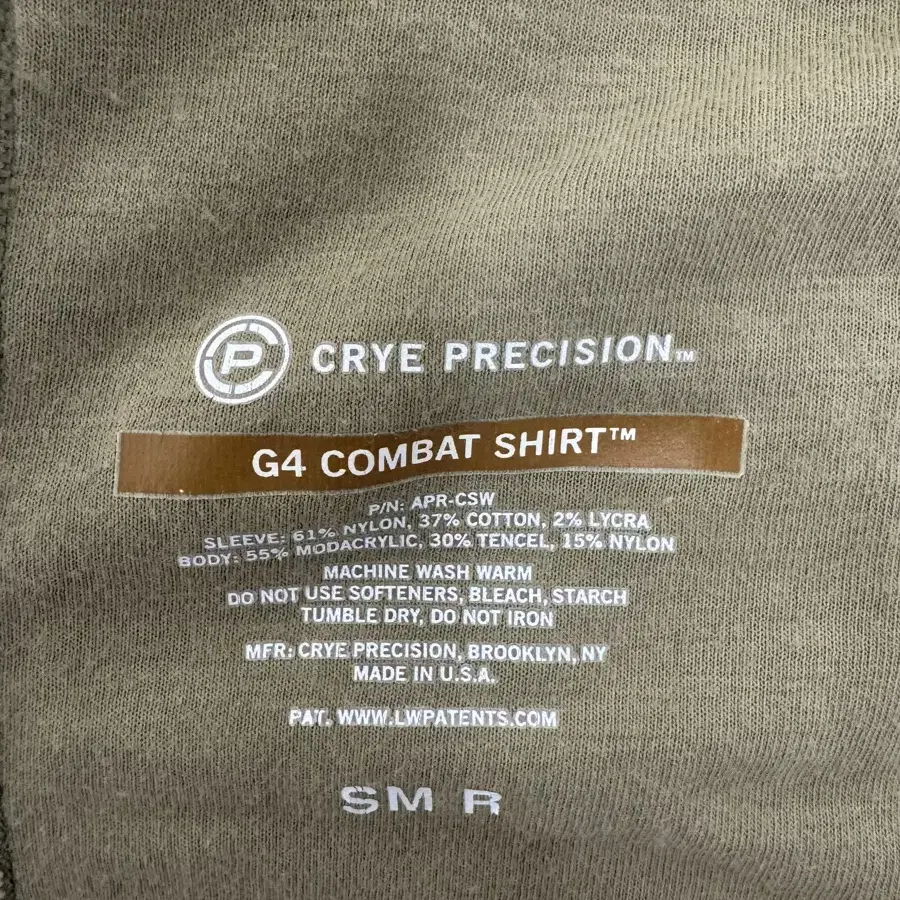 CP CRYE PRECISION™
G4 COMBAT SHIRT™
P/N: APR-CSW
SLEEVE: 61% NYLON, 37% COTTON, 2% LYCRA
BODY: 55% MODACRYLIC, 30% TENCEL, 15% NYLON
MACHINE WASH WARM
DO NOT USE SOFTENERS, BLEACH, STARCH
TUMBLE DRY, DO NOT IRON
MFR: CRYE PRECISION, BROOKLYN, NY
MADE IN U.S.A.
PAT. WWW.LWPATENTS.COM
SM R